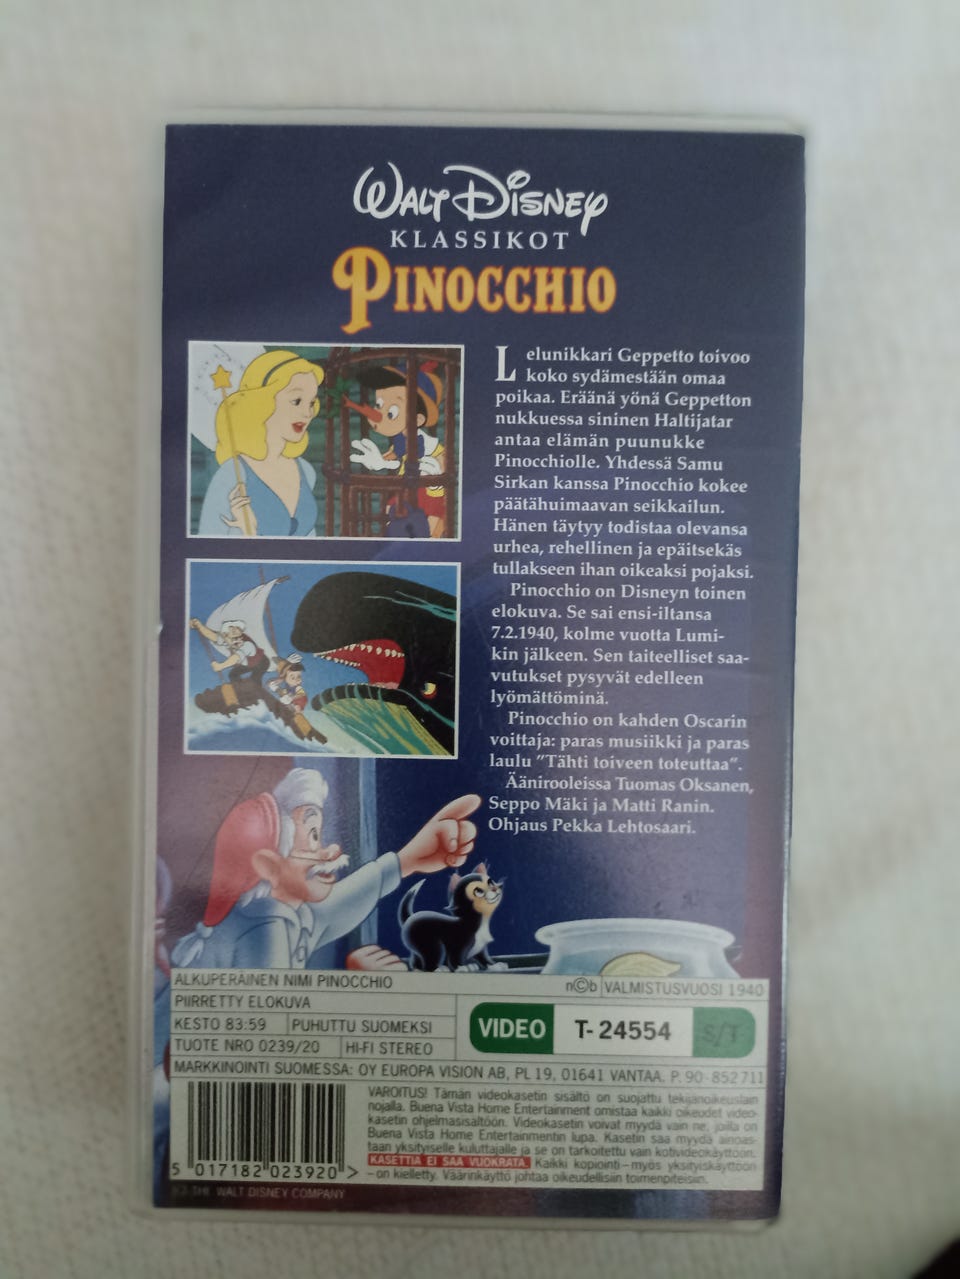 WALT DISNEY
KLASSIKOT
PINOCCHIO
Lelunikkari Geppetto toivoo
koko sydämestään omaa
poikaa. Eräänä yönä Geppetton
nukkuessa sininen Haltijatar
antaa elämän puunukke
Pinocchiolle. Yhdessä Samu
Sirkan kanssa Pinocchio kokee
päätähuimaavan seikkailun.
Hänen täytyy todistaa olevansa
urhea, rehellinen ja epäitsekäs
tullakseen ihan oikeaksi pojaksi.
Pinocchio on Disneyn toinen
elokuva. Se sai ensi-iltansa
7.2.1940, kolme vuotta Lumi-
kin jälkeen. Sen taiteelliset saa-
vutukset pysyvät edelleen
lyömättöminä.
Pinocchio on kahden Oscarin
voittaja: paras musiikki ja paras
laulu "Tähti toiveen toteuttaa".
Äänirooleissa Tuomas Oksanen,
Seppo Mäki ja Matti Ranin.
Ohjaus Pekka Lehtosaari.
ALKUPERÄINEN NIMI PINOCCHIO
n©b VALMISTUSVUOSI 1940
PIIRRETTY ELOKUVA
KESTO 83:59 PUHUTTU SUOMEKSI
TUOTE NRO 0239/20 HI-FI STEREO
VIDEO T-24554 S/T
MARKKINOINTI SUOMESSA: OY EUROPA VISION AB, PL 19, 01641 VANTAA. P. 90-852711
VAROITUS! Tämän videokasetin sisältö on suojattu tekijänoikeuslain
nojalla. Buena Vista Home Entertainment omistaa kaikki oikeudet video-
kasetin ohjelmasisältöön. Videokasetin voivat myydä vain ne, joilla on
Buena Vista Home Entertainmentin lupa. Kasetin saa myydä ainoas-
taan yksityiselle kuluttajalle ja se on tarkoitettu vain kotivideokäyttöön.
KASETTIA EI SAA VUOKRATA. Kaikki kopiointi – myös yksityiskäyttöön
– on kielletty. Väärinkäyttö johtaa oikeudellisiin toimenpiteisiin.
5 017182 023920 >
THE WALT DISNEY COMPANY